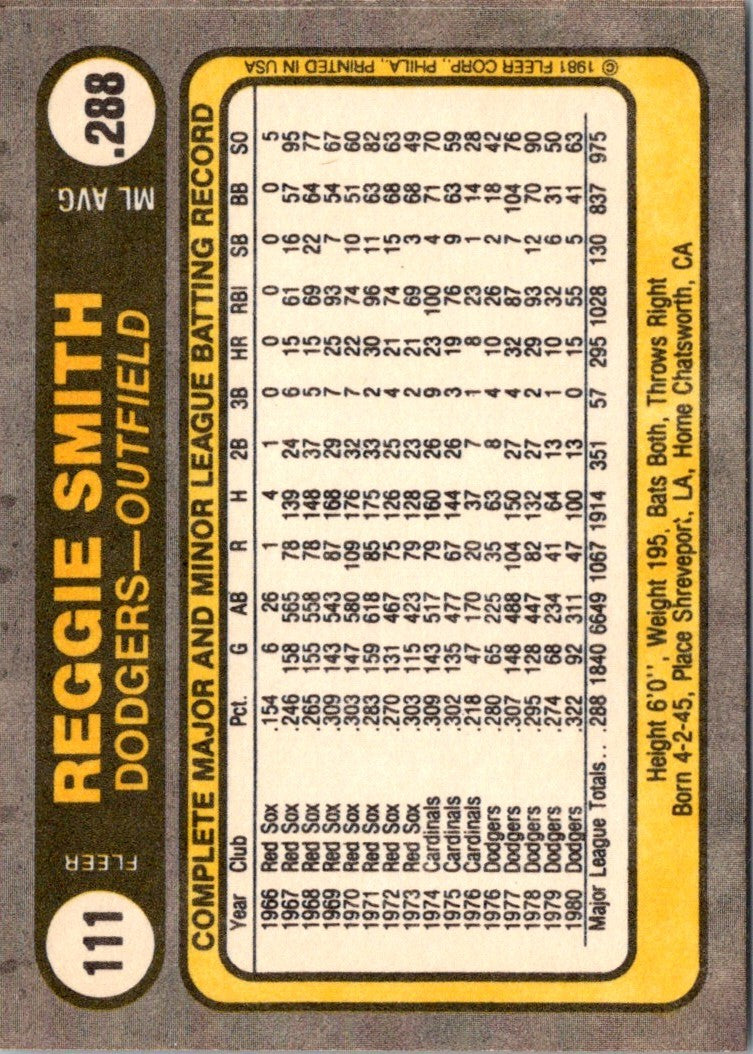 111 FLEER REGGIE SMITH ML AVG. .288
DODGERS—OUTFIELD
COMPLETE MAJOR AND MINOR LEAGUE BATTING RECORD
Year Club Pct. G AB R H 2B 3B HR RBI SB BB SO
1966 Red Sox .154 6 26 1 4 1 0 0 0 0 0 5
1967 Red Sox .246 158 565 78 139 24 6 15 61 16 57 95
1968 Red Sox .265 155 558 78 148 37 5 15 69 22 64 77
1969 Red Sox .309 143 543 87 168 29 7 25 93 7 54 67
1970 Red Sox .303 147 580 109 176 32 7 22 74 10 51 60
1971 Red Sox .283 159 618 85 175 33 2 30 96 11 63 82
1972 Red Sox .270 131 467 75 126 25 4 21 74 15 68 63
1973 Red Sox .303 115 423 79 128 23 2 21 69 3 68 49
1974 Cardinals .309 143 517 79 160 26 9 23 100 4 71 70
1975 Cardinals .302 135 477 67 144 26 3 19 76 9 63 59
1976 Cardinals .218 47 170 20 37 7 1 8 23 1 14 28
1976 Dodgers .280 65 225 35 63 8 4 10 26 2 18 42
1977 Dodgers .307 148 488 104 150 27 4 32 87 7 104 76
1978 Dodgers .295 128 447 82 132 27 2 29 93 12 70 90
1979 Dodgers .274 68 234 41 64 13 1 10 32 6 31 50
1980 Dodgers .322 92 311 47 100 13 0 15 55 5 41 63
Major League Totals . . .288 1840 6649 1067 1914 351 57 295 1028 130 837 975
Height 6'0'', Weight 195, Bats Both, Throws Right
Born 4-2-45, Place Shreveport, LA, Home Chatsworth, CA
© 1981 FLEER CORP., PHILA., PRINTED IN USA